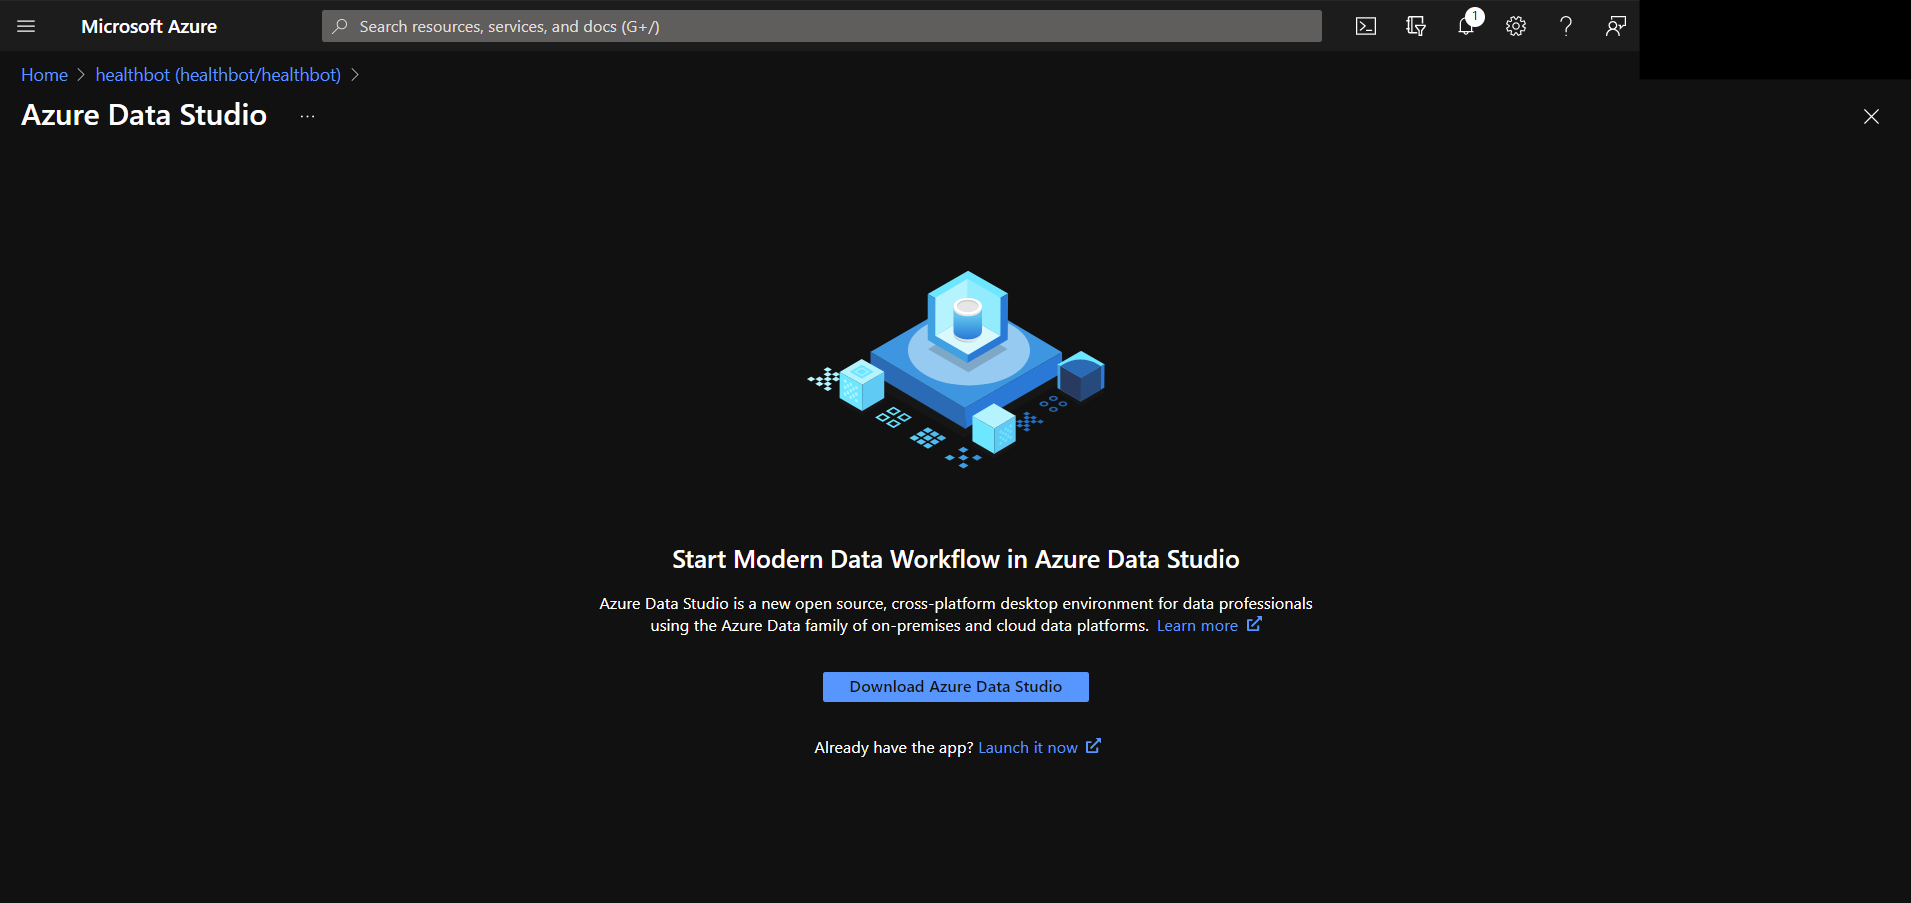 Microsoft Azure
Search resources, services, and docs (G+/)
1
Home > healthbot (healthbot/healthbot) >
Azure Data Studio ...
Start Modern Data Workflow in Azure Data Studio
Azure Data Studio is a new open source, cross-platform desktop environment for data professionals
using the Azure Data family of on-premises and cloud data platforms. Learn more
Download Azure Data Studio
Already have the app? Launch it now